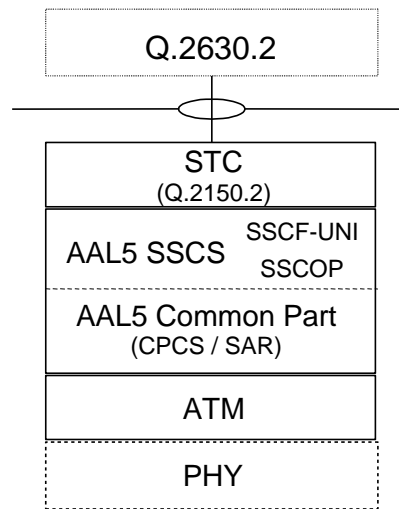 Q.2630.2
STC
(Q.2150.2)
AAL5 SSCS
SSCF-UNI
SSCOP
AAL5 Common Part
(CPCS / SAR)
ATM
PHY